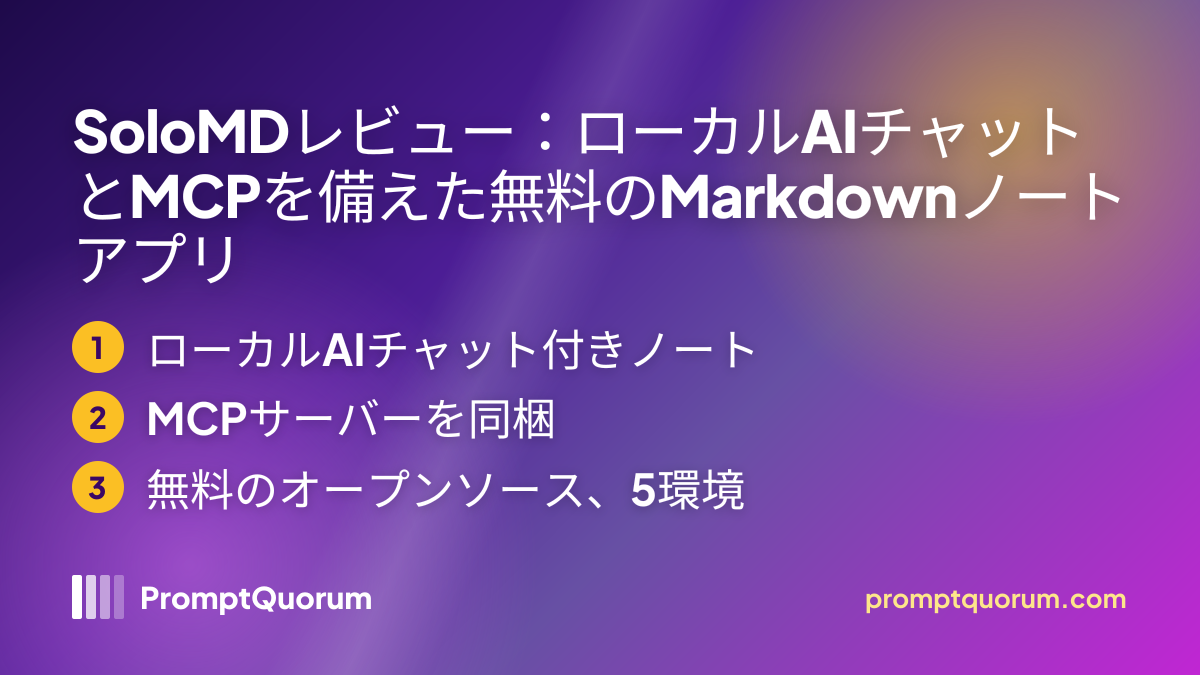 SoloMDレビュー：ローカルAIチャット
とMCPを備えた無料のMarkdownノート
アプリ
1 ローカルAIチャット付きノート
2 MCPサーバーを同梱
3 無料のオープンソース、5環境
PromptQuorum
promptquorum.com